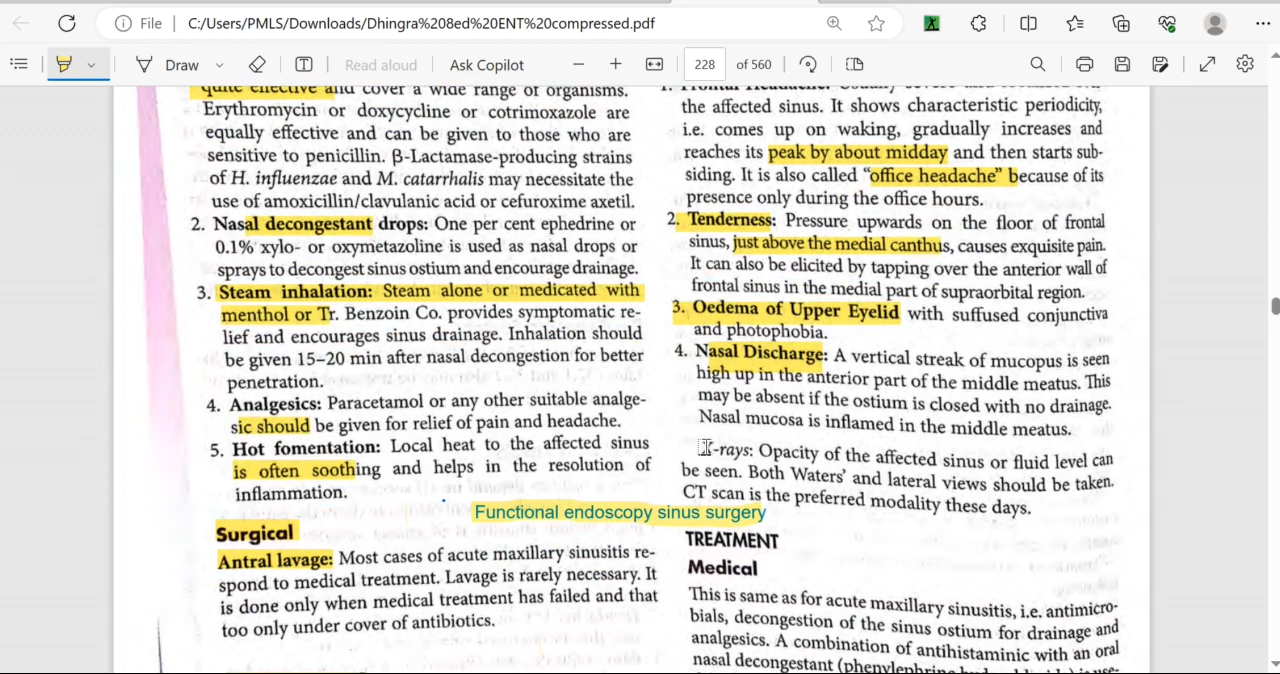 File
C:/Users/PMLS/Downloads/Dhingra%208ed%20ENT%20compressed.pdf
Draw
Read aloud
Ask Copilot
228 of 560
quite effective and cover a wide range of organisms.
Erythromycin or doxycycline or cotrimoxazole are
equally effective and can be given to those who are
sensitive to penicillin. β-Lactamase-producing strains
of H. influenzae and M. catarrhalis may necessitate the
use of amoxicillin/clavulanic acid or cefuroxime axetil.
2. Nasal decongestant drops: One per cent ephedrine or
0.1% xylo- or oxymetazoline is used as nasal drops or
sprays to decongest sinus ostium and encourage drainage.
3. Steam inhalation: Steam alone or medicated with
menthol or Tr. Benzoin Co. provides symptomatic re-
lief and encourages sinus drainage. Inhalation should
be given 15–20 min after nasal decongestion for better
penetration.
4. Analgesics: Paracetamol or any other suitable analge-
sic should be given for relief of pain and headache.
5. Hot fomentation: Local heat to the affected sinus
is often soothing and helps in the resolution of
inflammation.
Functional endoscopy sinus surgery
Surgical
Antral lavage: Most cases of acute maxillary sinusitis re-
spond to medical treatment. Lavage is rarely necessary. It
is done only when medical treatment has failed and that
too only under cover of antibiotics.
1. Frontal Headache: Usually severe and
the affected sinus. It shows characteristic periodicity,
i.e. comes up on waking, gradually increases and
reaches its peak by about midday and then starts sub-
siding. It is also called “office headache” because of its
presence only during the office hours.
2. Tenderness: Pressure upwards on the floor of frontal
sinus, just above the medial canthus, causes exquisite pain.
It can also be elicited by tapping over the anterior wall of
frontal sinus in the medial part of supraorbital region.
3. Oedema of Upper Eyelid with suffused conjunctiva
and photophobia.
4. Nasal Discharge: A vertical streak of mucopus is seen
high up in the anterior part of the middle meatus. This
may be absent if the ostium is closed with no drainage.
Nasal mucosa is inflamed in the middle meatus.
X-rays: Opacity of the affected sinus or fluid level can
be seen. Both Waters’ and lateral views should be taken.
CT scan is the preferred modality these days.
TREATMENT
Medical
This is same as for acute maxillary sinusitis, i.e. antimicro-
bials, decongestion of the sinus ostium for drainage and
analgesics. A combination of antihistaminic with an oral
nasal decongestant